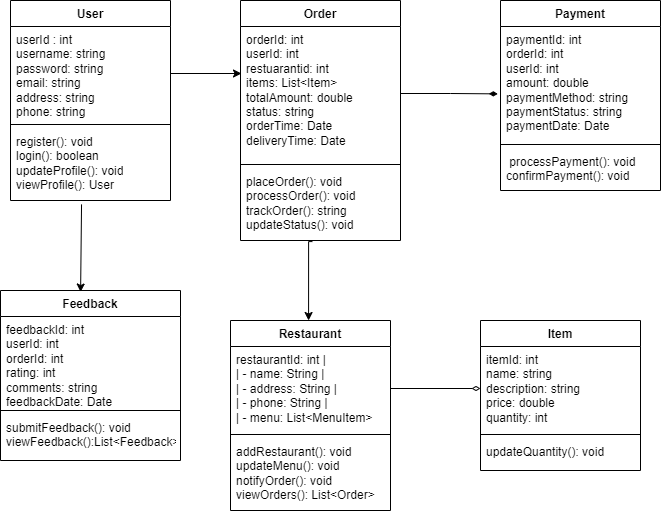 User
userId : int
username: string
password: string
email: string
address: string
phone: string
register(): void
login(): boolean
updateProfile(): void
viewProfile(): User
Order
orderId: int
userId: int
restuarantid: int
items: List<Item>
totalAmount: double
status: string
orderTime: Date
deliveryTime: Date
placeOrder(): void
processOrder(): void
trackOrder(): string
updateStatus(): void
Payment
paymentId: int
orderId: int
userId: int
amount: double
paymentMethod: string
paymentStatus: string
paymentDate: Date
processPayment(): void
confirmPayment(): void
Feedback
feedbackId: int
userId: int
orderId: int
rating: int
comments: string
feedbackDate: Date
submitFeedback(): void
viewFeedback():List<Feedback>
Restaurant
restaurantId: int |
| - name: String |
| - address: String |
| - phone: String |
| - menu: List<MenuItem>
addRestaurant(): void
updateMenu(): void
notifyOrder(): void
viewOrders(): List<Order>
Item
itemId: int
name: string
description: string
price: double
quantity: int
updateQuantity(): void